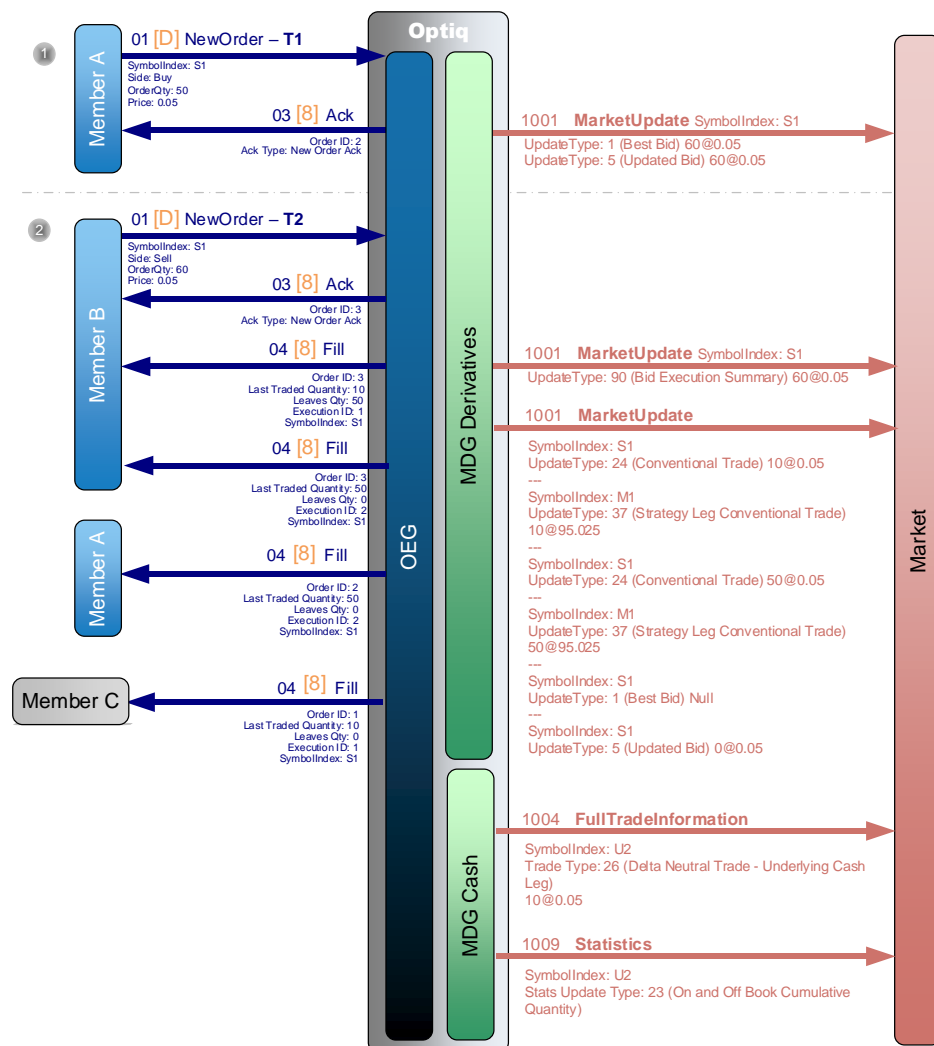 Optiq
1
Member A
01 [D] NewOrder – T1
SymbolIndex: S1
Side: Buy
OrderQty: 50
Price: 0.05
03 [8] Ack
Order ID: 2
Ack Type: New Order Ack
1001 MarketUpdate SymbolIndex: S1
UpdateType: 1 (Best Bid) 60@0.05
UpdateType: 5 (Updated Bid) 60@0.05
2
Member B
01 [D] NewOrder – T2
SymbolIndex: S1
Side: Sell
OrderQty: 60
Price: 0.05
03 [8] Ack
Order ID: 3
Ack Type: New Order Ack
04 [8] Fill
Order ID: 3
Last Traded Quantity: 10
Leaves Qty: 50
Execution ID: 1
SymbolIndex: S1
04 [8] Fill
Order ID: 3
Last Traded Quantity: 50
Leaves Qty: 0
Execution ID: 2
SymbolIndex: S1
Member A
04 [8] Fill
Order ID: 2
Last Traded Quantity: 50
Leaves Qty: 0
Execution ID: 2
SymbolIndex: S1
Member C
04 [8] Fill
Order ID: 1
Last Traded Quantity: 10
Leaves Qty: 0
Execution ID: 1
SymbolIndex: S1
OEG
MDG Derivatives
MDG Cash
1001 MarketUpdate SymbolIndex: S1
UpdateType: 90 (Bid Execution Summary) 60@0.05
1001 MarketUpdate
SymbolIndex: S1
UpdateType: 24 (Conventional Trade) 10@0.05
---
SymbolIndex: M1
UpdateType: 37 (Strategy Leg Conventional Trade)
10@95.025
---
SymbolIndex: S1
UpdateType: 24 (Conventional Trade) 50@0.05
---
SymbolIndex: M1
UpdateType: 37 (Strategy Leg Conventional Trade)
50@95.025
---
SymbolIndex: S1
UpdateType: 1 (Best Bid) Null
---
SymbolIndex: S1
UpdateType: 5 (Updated Bid) 0@0.05
1004 FullTradeInformation
SymbolIndex: U2
Trade Type: 26 (Delta Neutral Trade - Underlying Cash
Leg)
10@0.05
1009 Statistics
SymbolIndex: U2
Stats Update Type: 23 (On and Off Book Cumulative
Quantity)
Market